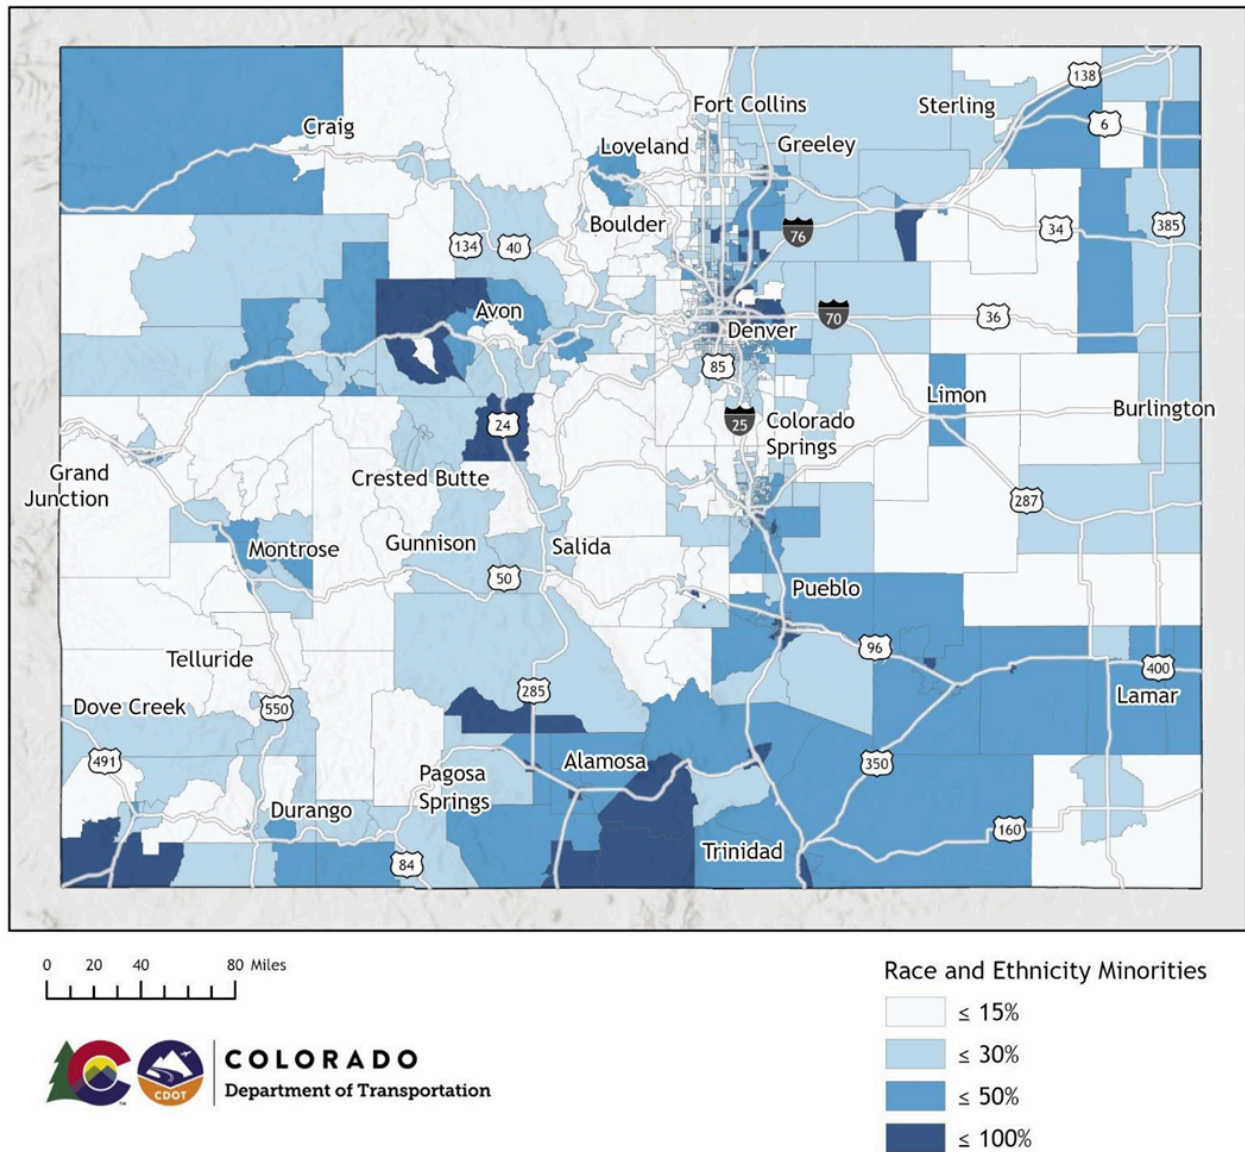 138
Fort Collins
Sterling
6
Craig
Loveland
Greeley
Boulder
385
34
76
134
40
Avon
70
36
Denver
85
Limon
Burlington
24
25
Colorado
Springs
Grand
Junction
Crested Butte
287
Montrose
Gunnison
Salida
50
Pueblo
96
Telluride
400
285
Lamar
Dove Creek
550
491
Alamosa
350
Pagosa
Springs
Durango
160
Trinidad
84
0 20 40 80 Miles
Race and Ethnicity Minorities
≤ 15%
≤ 30%
≤ 50%
≤ 100%
CDOT
TM
COLORADO
Department of Transportation